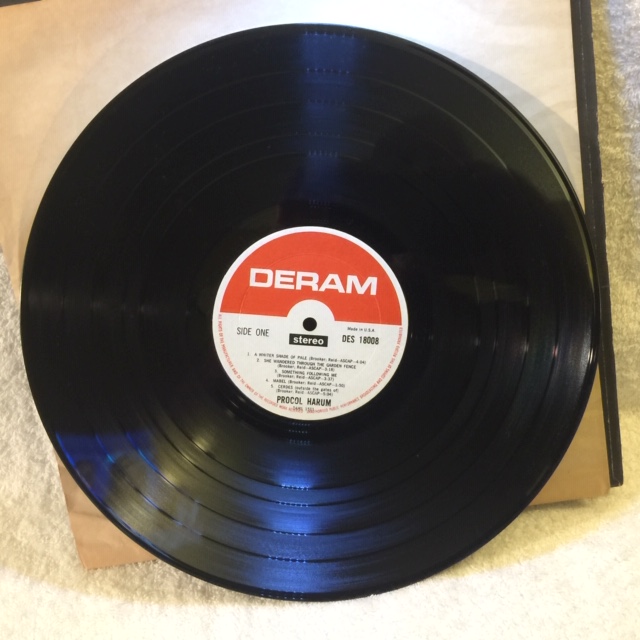 DERAM
SIDE ONE
Made in U.S.A.
stereo
DES 18008
1. A WHITER SHADE OF PALE (Brooker, Reid-ASCAP-4:04)
2. SHE WANDERED THROUGH THE GARDEN FENCE
(Brooker, Reid-ASCAP-3:18)
3. SOMETHING FOLLOWING ME
(Brooker, Reid-ASCAP-3:37)
4. MABEL (Brooker, Reid-ASCAP-1:50)
5. CERDES (outside the gates of)
(Brooker, Reid-ASCAP-5:04)
PROCOL HARUM